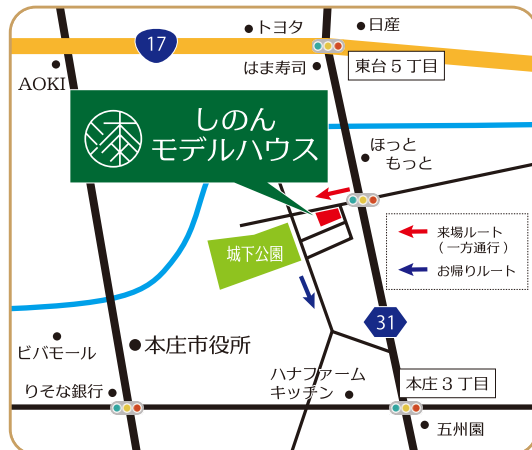 トヨタ
日産
17
はま寿司
東台5丁目
AOKI
しのん
モデルハウス
ほっと
もっと
来場ルート
(一方通行)
お帰りルート
城下公園
31
ビバモール
本庄市役所
ハナファーム
キッチン
本庄3丁目
りそな銀行
五州園